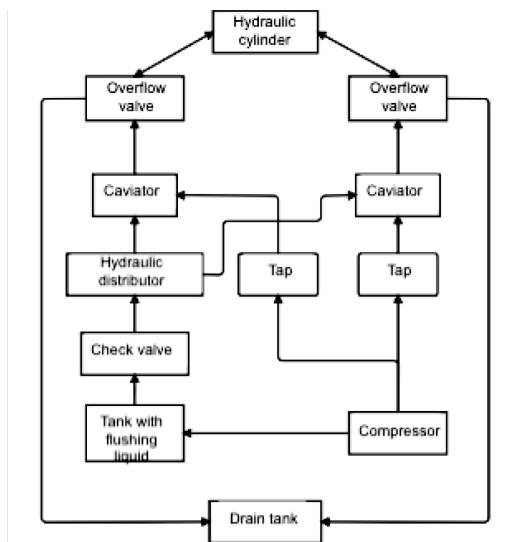 Hydraulic
cylinder
Overflow
valve
Overflow
valve
Caviator
Caviator
Hydraulic
distributor
Tap
Tap
Check valve
Tank with
flushing
liquid
Compressor
Drain tank